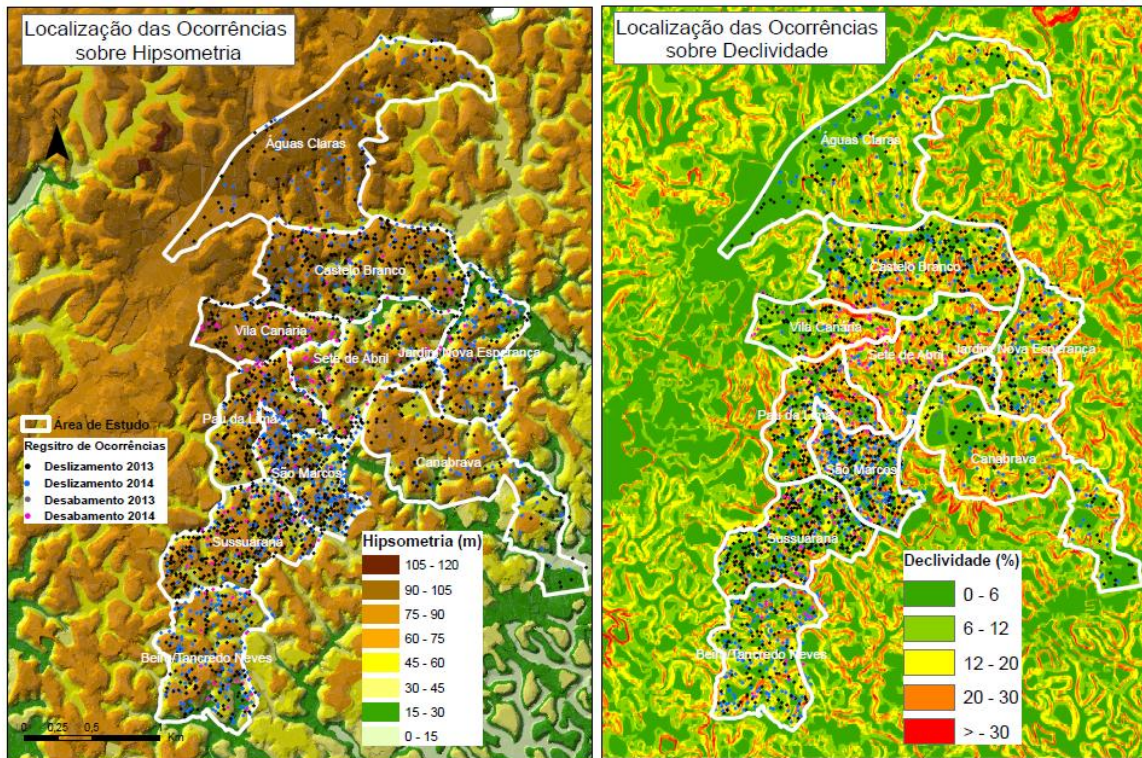 Localização das Ocorrências
sobre Hipsometria
Águas Claras
Castelo Branco
Vila Canária
Sete de Abril
Jardim Nova Esperança
Pau da Lima
São Marcos
Canabrava
Sussuarana
Beiru/Tancredo Neves
Área de Estudo
Regsitro de Ocorrências
Deslizamento 2013
Deslizamento 2014
Desabamento 2013
Desabamento 2014
Hipsometria (m)
105 - 120
90 - 105
75 - 90
60 - 75
45 - 60
30 - 45
15 - 30
0 - 15
0 0,25 0,5 1
Km
Localização das Ocorrências
sobre Declividade
Águas Claras
Castelo Branco
Vila Canária
Sete de Abril
Jardim Nova Esperança
Pau da Lima
São Marcos
Canabrava
Sussuarana
Beiru/Tancredo Neves
Declividade (%)
0 - 6
6 - 12
12 - 20
20 - 30
> - 30